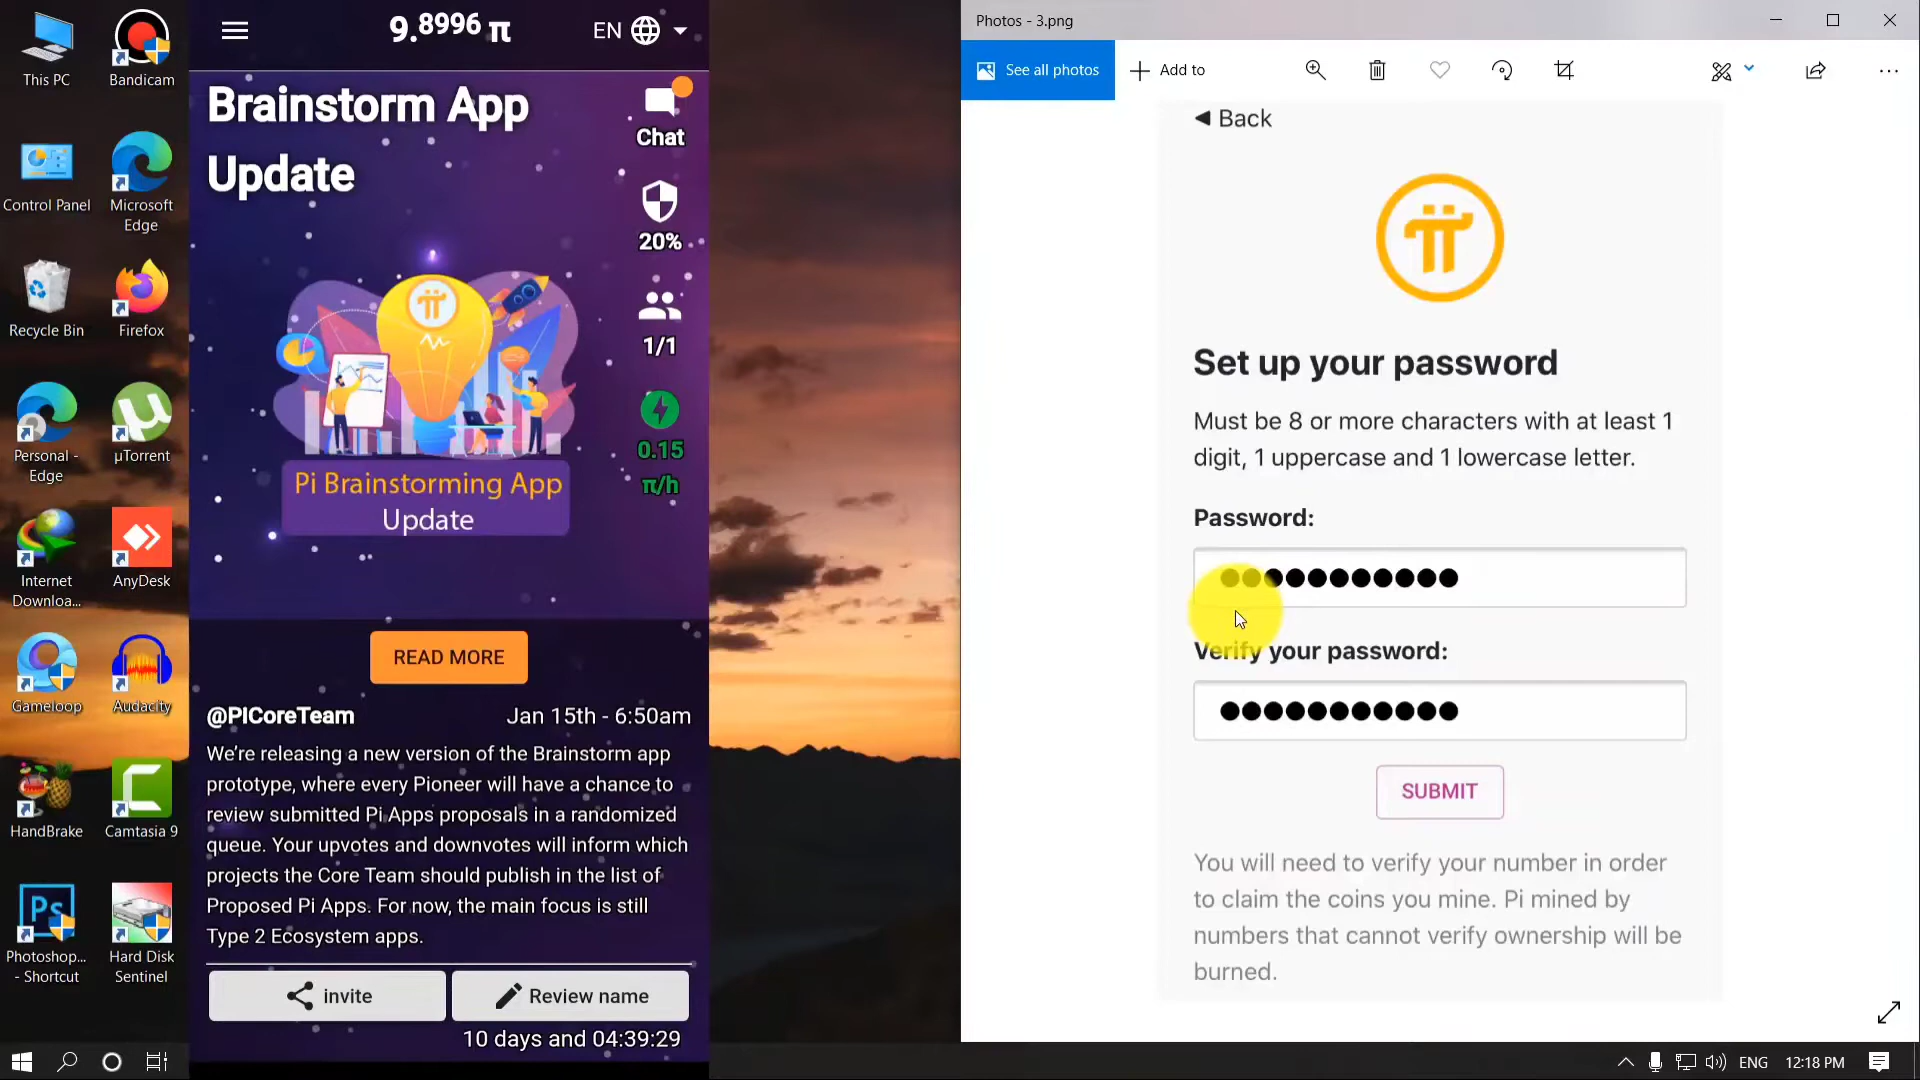 This PC
Bandicam
Control Panel
Microsoft
Edge
Recycle Bin
Firefox
Personal -
Edge
µTorrent
Internet
Downloa...
AnyDesk
Gameloop
Audacity
HandBrake
Camtasia 9
Ps
Photoshop...
- Shortcut
Hard Disk
Sentinel
9.8996 π
EN
Brainstorm App
Update
Chat
20%
1/1
0.15
π/h
Pi Brainstorming App
Update
READ MORE
@PiCoreTeam
Jan 15th - 6:50am
We're releasing a new version of the Brainstorm app
prototype, where every Pioneer will have a chance to
review submitted Pi Apps proposals in a randomized
queue. Your upvotes and downvotes will inform which
projects the Core Team should publish in the list of
Proposed Pi Apps. For now, the main focus is still
Type 2 Ecosystem apps.
invite
Review name
10 days and 04:39:29
Photos - 3.png
See all photos
Add to
Back
Set up your password
Must be 8 or more characters with at least 1
digit, 1 uppercase and 1 lowercase letter.
Password:
Verify your password:
SUBMIT
You will need to verify your number in order
to claim the coins you mine. Pi mined by
numbers that cannot verify ownership will be
burned.
ENG
12:18 PM